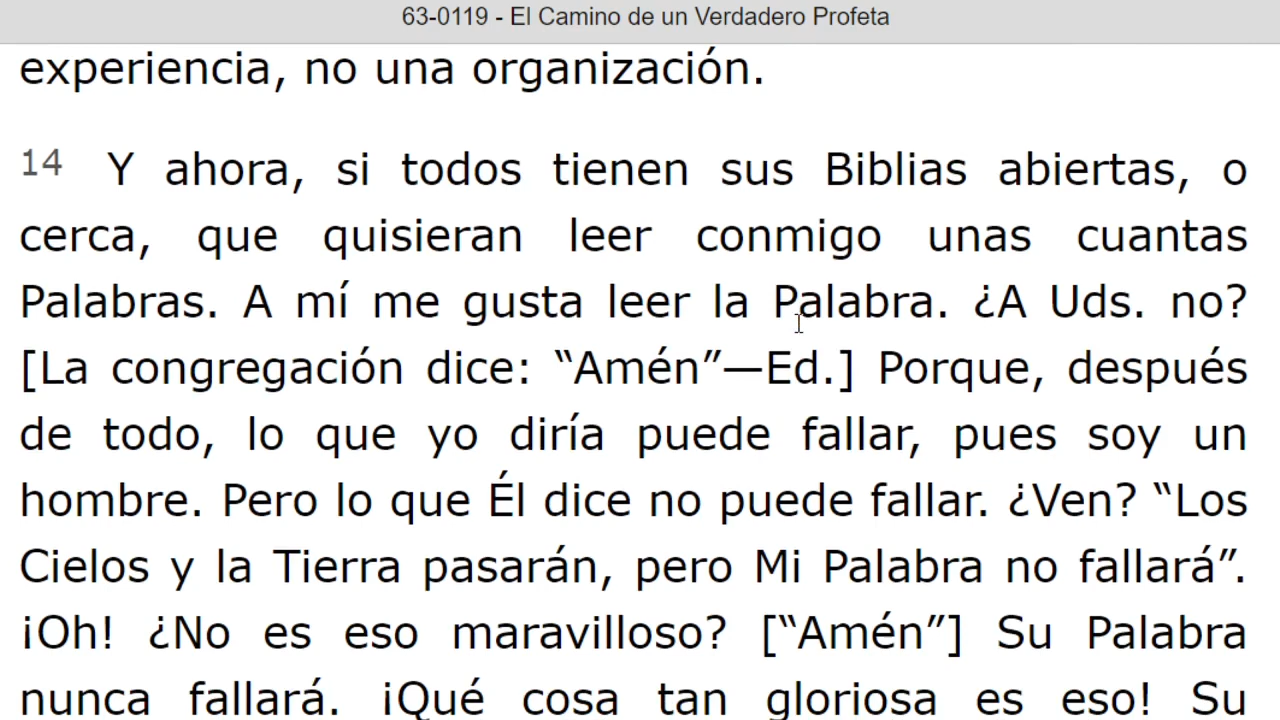 63-0119 - El Camino de un Verdadero Profeta
experiencia, no una organización.
14 Y ahora, si todos tienen sus Biblias abiertas, o
cerca, que quisieran leer conmigo unas cuantas
Palabras. A mí me gusta leer la Palabra. ¿A Uds. no?
[La congregación dice: “Amén”—Ed.] Porque, después
de todo, lo que yo diría puede fallar, pues soy un
hombre. Pero lo que Él dice no puede fallar. ¿Ven? “Los
Cielos y la Tierra pasarán, pero Mi Palabra no fallará”.
¡Oh! ¿No es eso maravilloso? [“Amén”] Su Palabra
nunca fallará. ¡Qué cosa tan gloriosa es eso! Su